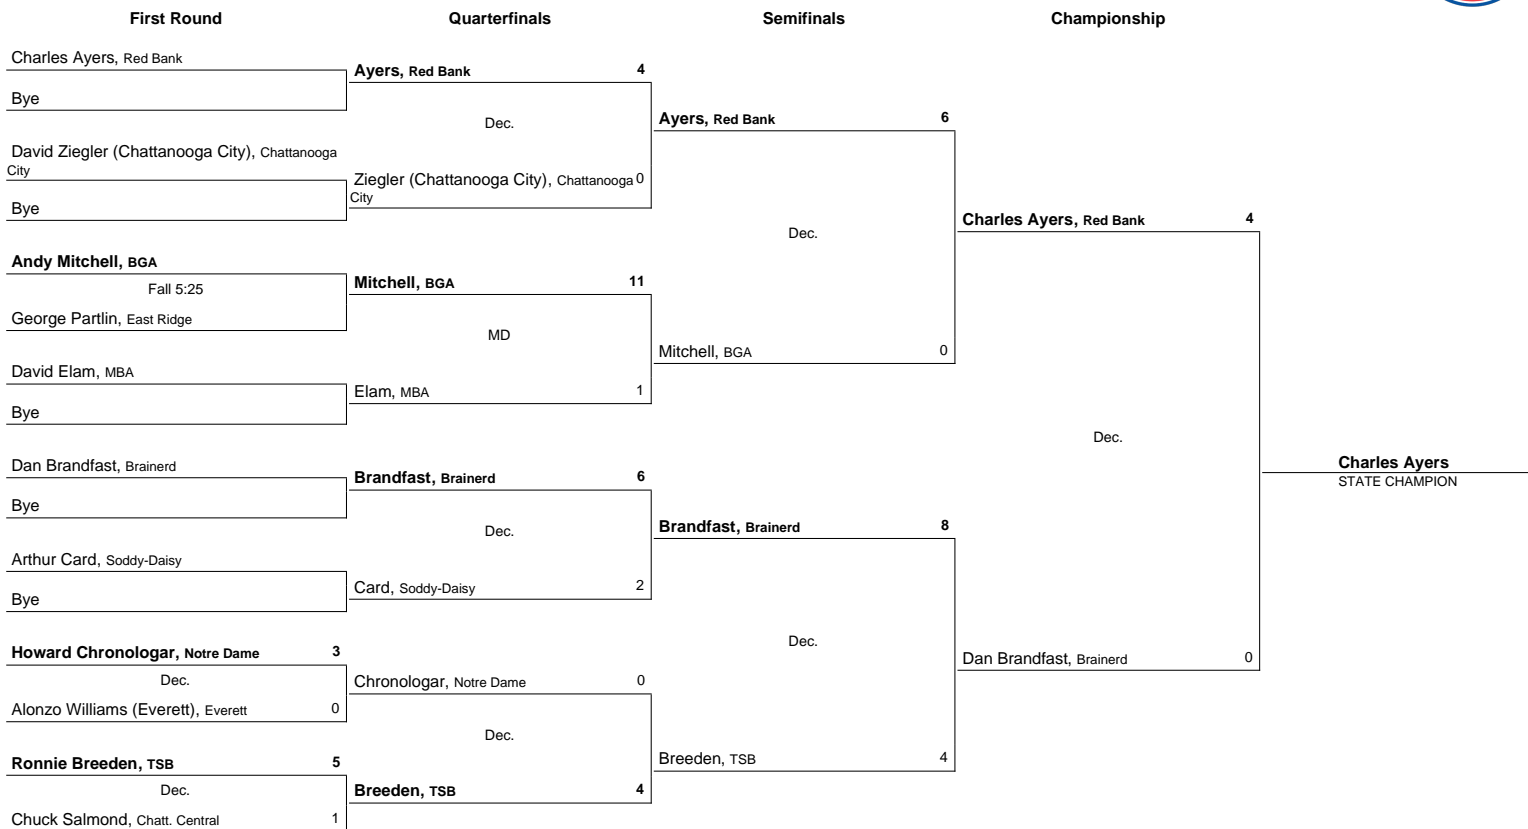 First Round
Quarterfinals
Semifinals
Championship
Charles Ayers, Red Bank
Bye
David Ziegler (Chattanooga City), Chattanooga
City
Bye
Andy Mitchell, BGA
Fall 5:25
George Partlin, East Ridge
David Elam, MBA
Bye
Dan Brandfast, Brainerd
Bye
Arthur Card, Soddy-Daisy
Bye
Howard Chronologar, Notre Dame 3
Dec.
Alonzo Williams (Everett), Everett 0
Ronnie Breeden, TSB 5
Dec.
Chuck Salmond, Chatt. Central 1
Ayers, Red Bank 4
Dec.
Ziegler (Chattanooga City), Chattanooga 0
City
Mitchell, BGA 11
MD
Elam, MBA 1
Brandfast, Brainerd 6
Dec.
Card, Soddy-Daisy 2
Chronologar, Notre Dame 0
Dec.
Breeden, TSB 4
Ayers, Red Bank 6
Dec.
Mitchell, BGA 0
Brandfast, Brainerd 8
Dec.
Breeden, TSB 4
Charles Ayers, Red Bank 4
Dec.
Dan Brandfast, Brainerd 0
Charles Ayers
STATE CHAMPION